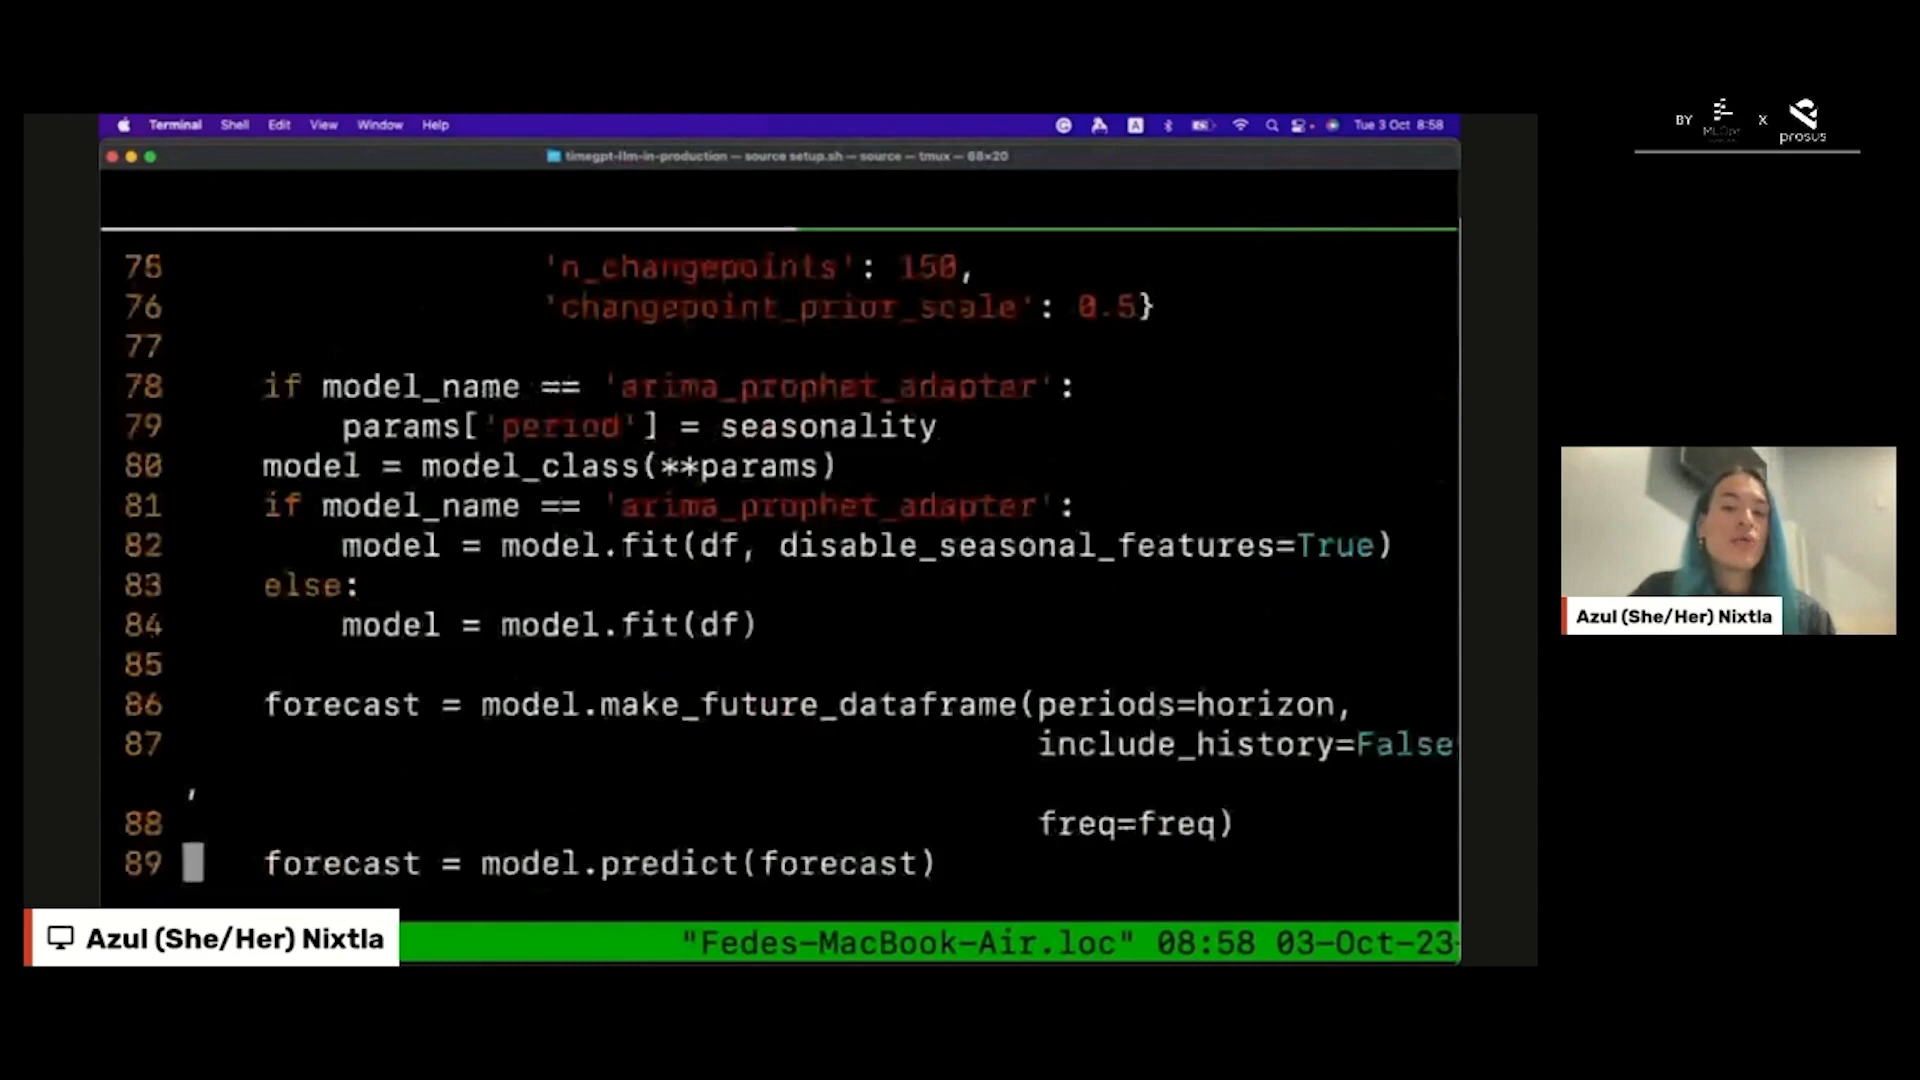 Terminal Shell Edit View Window Help
Tue 3 Oct 8:58
timegpt-llm-in-production — source setup.sh — source — tmux — 68×20
75 'n_changepoints': 150,
76 'changepoint_prior_scale': 0.5}
77
78 if model_name == 'arima_prophet_adapter':
79 params['period'] = seasonality
80 model = model_class(**params)
81 if model_name == 'arima_prophet_adapter':
82 model = model.fit(df, disable_seasonal_features=True)
83 else:
84 model = model.fit(df)
85
86 forecast = model.make_future_dataframe(periods=horizon,
87 include_history=False
,
88 freq=freq)
89 forecast = model.predict(forecast)
"Fedes-MacBook-Air.loc" 08:58 03-Oct-23
Azul (She/Her) Nixtla
BY
X
prosus
Azul (She/Her) Nixtla